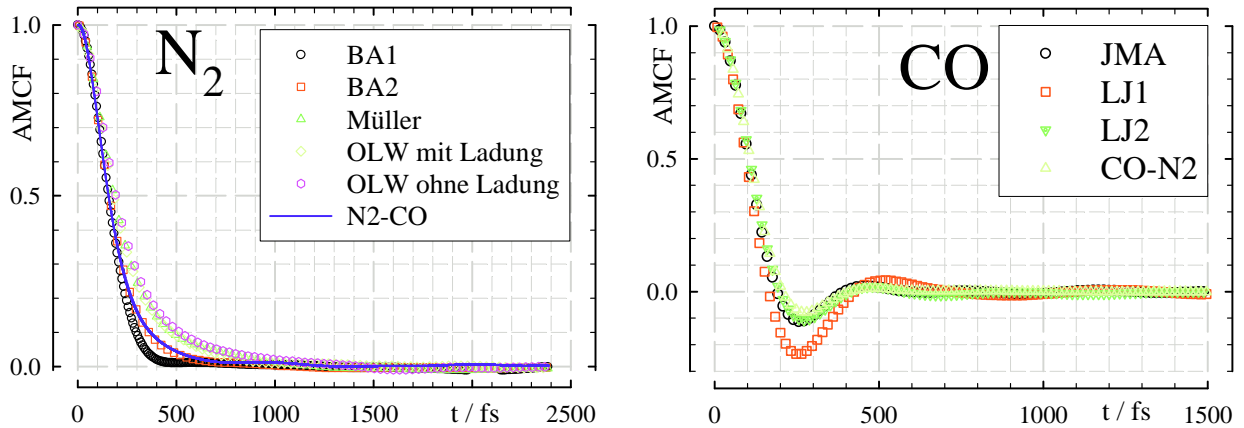 N2
AMCF
1.0
0.5
0.0
BA1
BA2
Müller
OLW mit Ladung
OLW ohne Ladung
N2-CO
0
500
1000
1500
t / fs
2500
CO
AMCF
1.0
0.5
0.0
JMA
LJ1
LJ2
CO-N2
0
500
1000
t / fs
1500